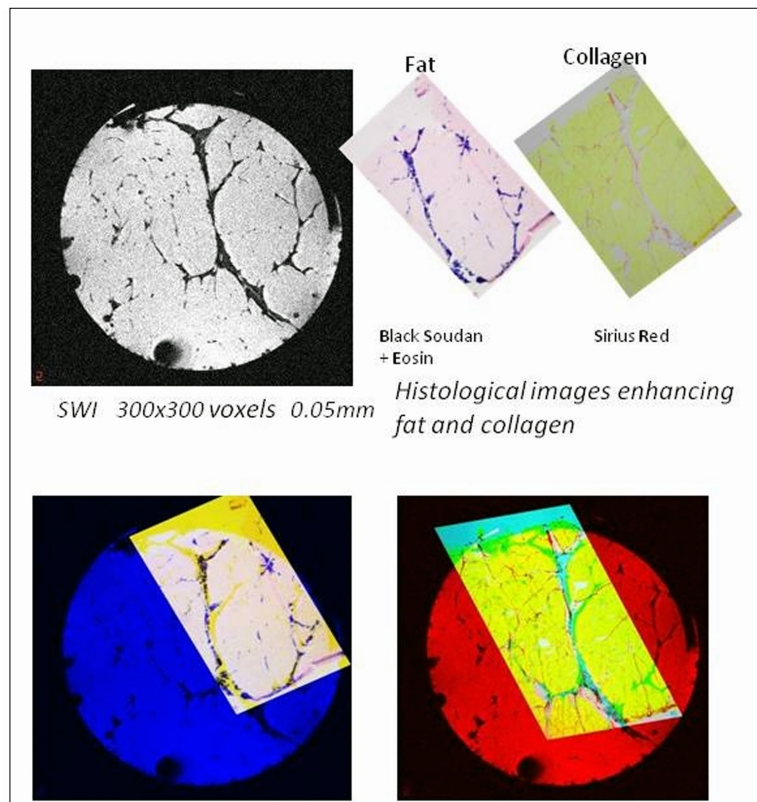 Fat
Collagen
Black Soudan
+ Eosin
Sirius Red
SWI 300x300 voxels 0.05mm
Histological images enhancing
fat and collagen